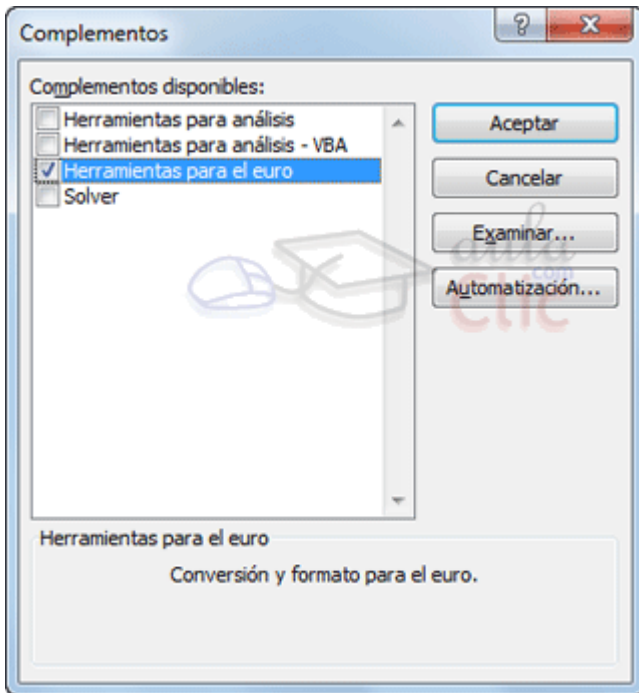 Complementos
Complementos disponibles:
Herramientas para análisis
Herramientas para análisis - VBA
Herramientas para el euro
Solver
Aceptar
Cancelar
Examinar...
Automatización...
aula
.com
Clic
Herramientas para el euro
Conversión y formato para el euro.